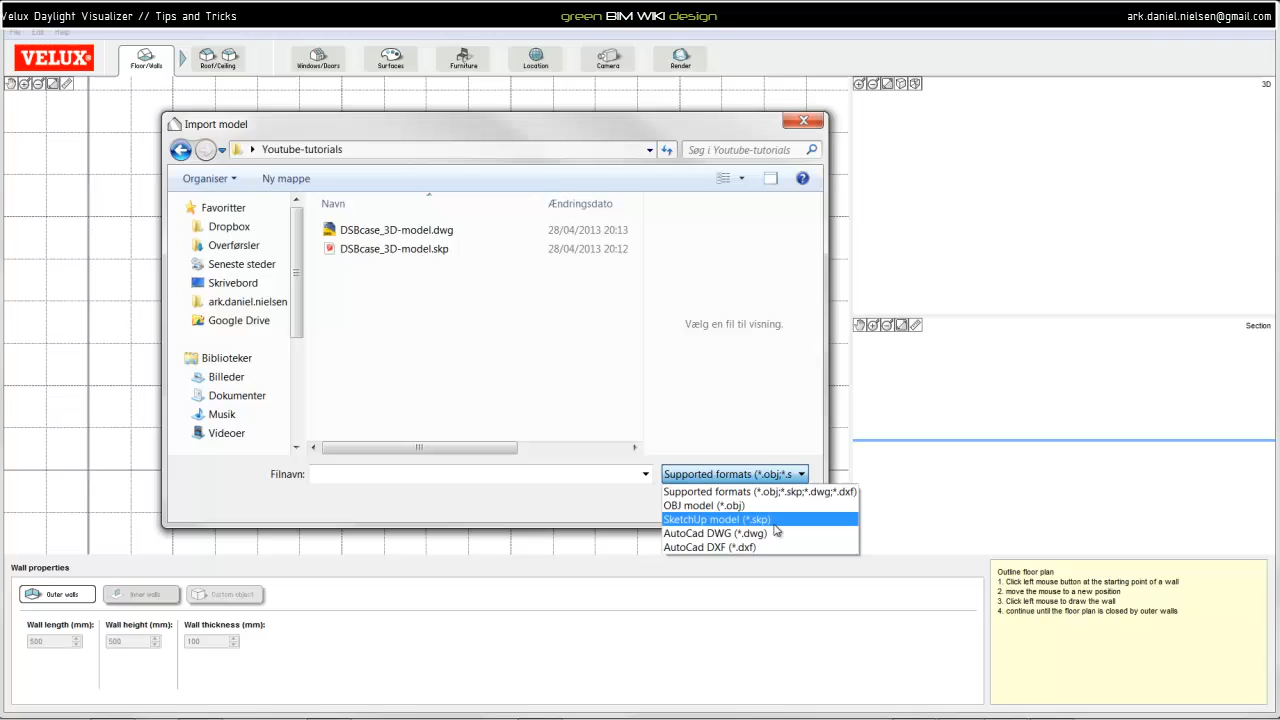 Velux Daylight Visualizer // Tips and Tricks
green BIM WIKI design
ark.daniel.nielsen@gmail.com
File Edit Help
VELUX
Floor/Walls
Roof/Ceiling
Windows/Doors
Surfaces
Furniture
Location
Camera
Render
3D
Import model
Youtube-tutorials
Søg i Youtube-tutorials
Organiser
Ny mappe
Favoritter
Dropbox
Overførsler
Seneste steder
Skrivebord
ark.daniel.nielsen
Google Drive
Biblioteker
Billeder
Dokumenter
Musik
Videoer
Navn
Ændringsdato
DSBcase_3D-model.dwg
28/04/2013 20:13
DSBcase_3D-model.skp
28/04/2013 20:12
Vælg en fil til visning.
Section
Filnavn:
Supported formats (*.obj;*.s
Supported formats (*.obj;*.skp;*.dwg;*.dxf)
OBJ model (*.obj)
SketchUp model (*.skp)
AutoCad DWG (*.dwg)
AutoCad DXF (*.dxf)
Wall properties
Outer walls
Inner walls
Custom object
Wall length (mm):
Wall height (mm):
Wall thickness (mm):
500
500
100
Outline floor plan
1. Click left mouse button at the starting point of a wall
2. move the mouse to a new position
3. Click left mouse to draw the wall
4. continue until the floor plan is closed by outer walls